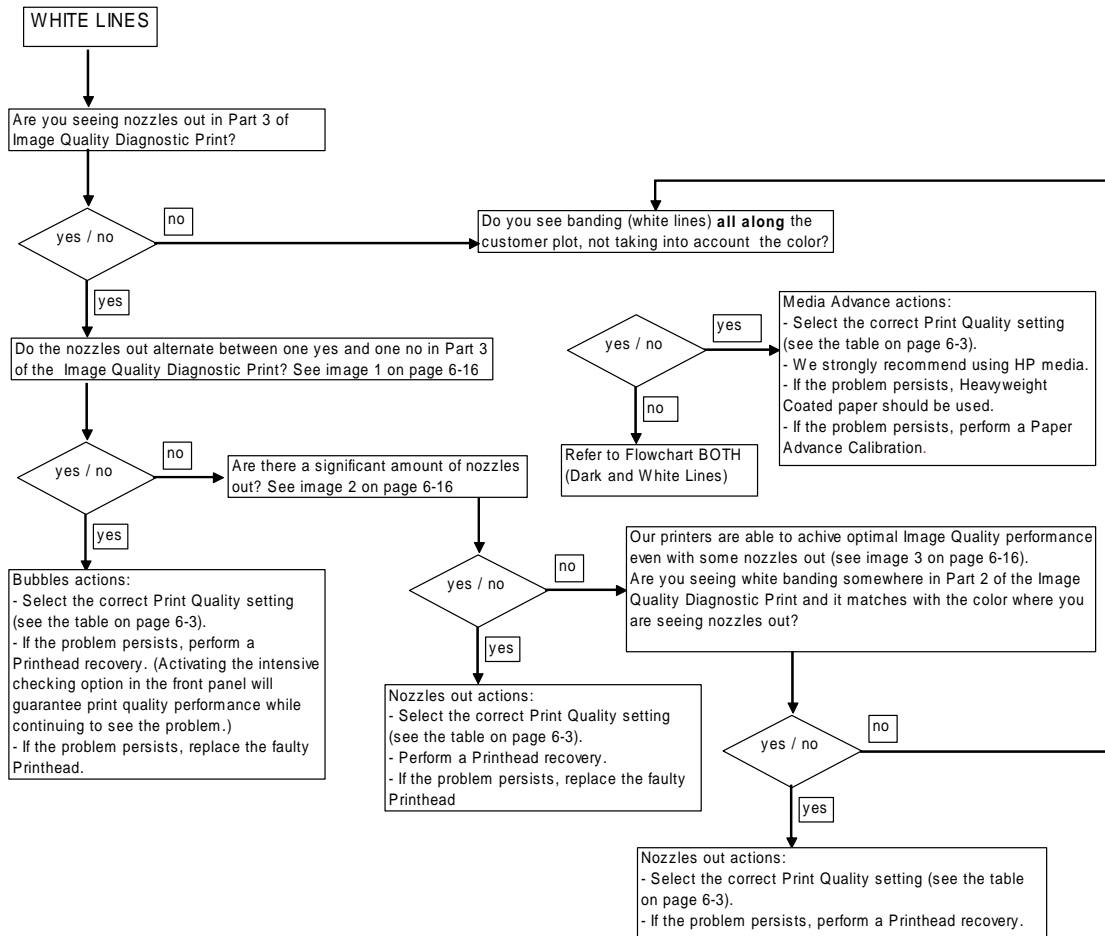 WHITE LINES
Are you seeing nozzles out in Part 3 of
Image Quality Diagnostic Print?
yes / no
no
yes
Do you see banding (white lines) all along the
customer plot, not taking into account the color?
yes / no
yes
no
Media Advance actions:
- Select the correct Print Quality setting
(see the table on page 6-3).
- We strongly recommend using HP media.
- If the problem persists, Heavyweight
Coated paper should be used.
- If the problem persists, perform a Paper
Advance Calibration.
Refer to Flowchart BOTH
(Dark and White Lines)
Do the nozzles out alternate between one yes and one no in Part 3
of the Image Quality Diagnostic Print? See image 1 on page 6-16
yes / no
no
yes
Are there a significant amount of nozzles
out? See image 2 on page 6-16
Bubbles actions:
- Select the correct Print Quality setting
(see the table on page 6-3).
- If the problem persists, perform a
Printhead recovery. (Activating the intensive
checking option in the front panel will
guarantee print quality performance while
continuing to see the problem.)
- If the problem persists, replace the faulty
Printhead.
yes / no
no
yes
Nozzles out actions:
- Select the correct Print Quality setting
(see the table on page 6-3).
- Perform a Printhead recovery.
- If the problem persists, replace the faulty
Printhead
Our printers are able to achive optimal Image Quality performance
even with some nozzles out (see image 3 on page 6-16).
Are you seeing white banding somewhere in Part 2 of the Image
Quality Diagnostic Print and it matches with the color where you
are seeing nozzles out?
yes / no
no
yes
Nozzles out actions:
- Select the correct Print Quality setting (see the table
on page 6-3).
- If the problem persists, perform a Printhead recovery.